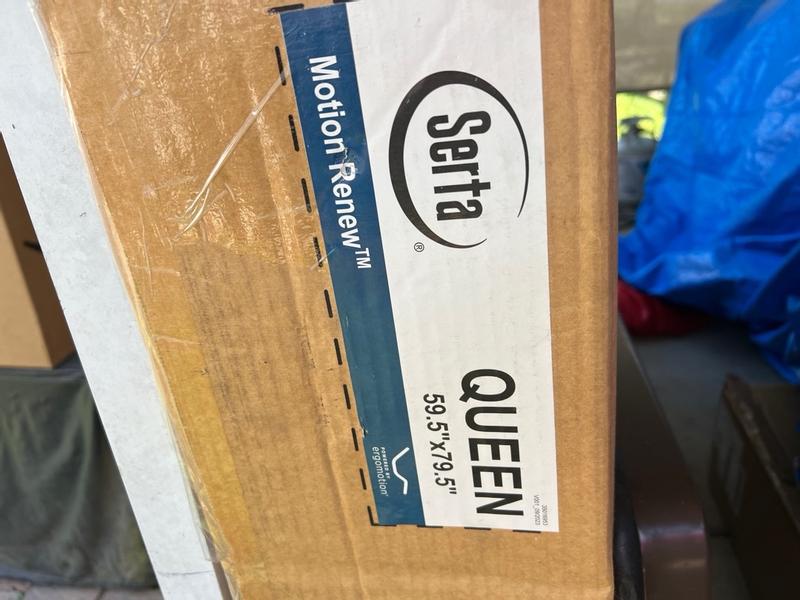 Serta®
QUEEN
59.5"x79.5"
Motion Renew™
POWERED BY
ergomotion